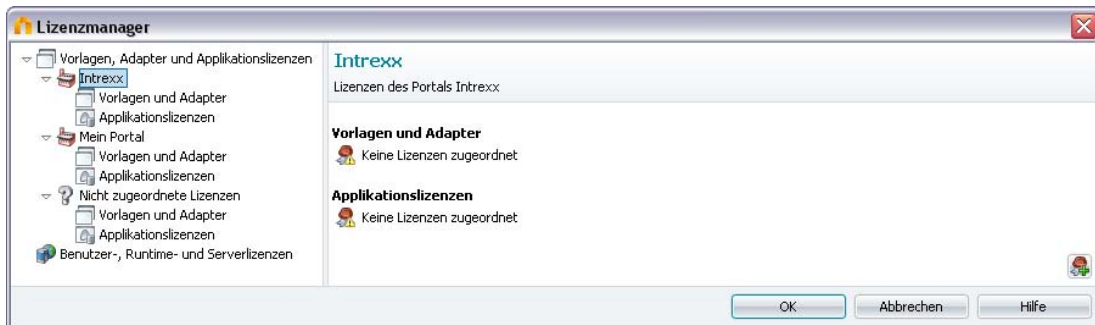 Lizenzmanager
Vorlagen, Adapter und Applikationslizenzen
Intrexx
Vorlagen und Adapter
Applikationslizenzen
Mein Portal
Vorlagen und Adapter
Applikationslizenzen
Nicht zugeordnete Lizenzen
Vorlagen und Adapter
Applikationslizenzen
Benutzer-, Runtime- und Serverlizenzen
Intrexx
Lizenzen des Portals Intrexx
Vorlagen und Adapter
Keine Lizenzen zugeordnet
Applikationslizenzen
Keine Lizenzen zugeordnet
OK
Abbrechen
Hilfe